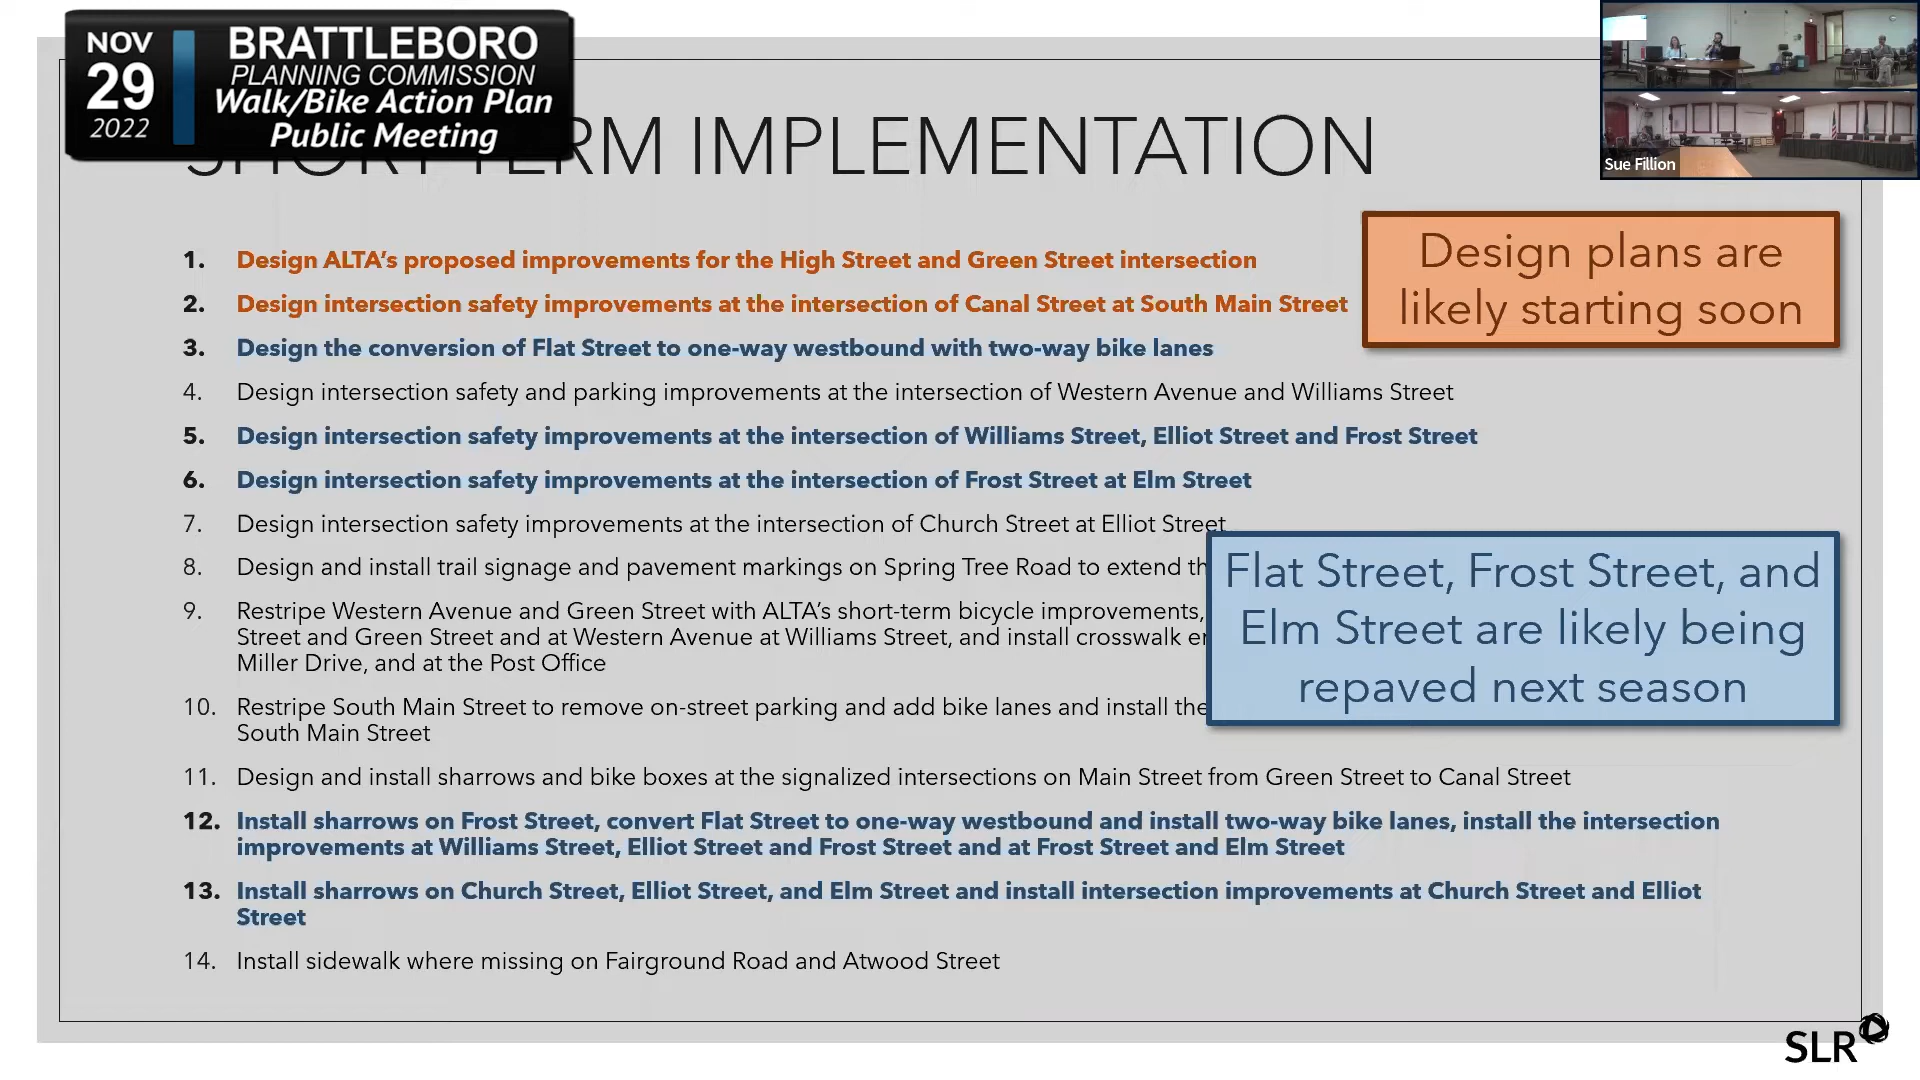 NOV
29
2022
BRATTLEBORO
PLANNING COMMISSION
Walk/Bike Action Plan
Public Meeting
SHORT TERM IMPLEMENTATION
Sue Fillion
1. Design ALTA's proposed improvements for the High Street and Green Street intersection
2. Design intersection safety improvements at the intersection of Canal Street at South Main Street
Design plans are
likely starting soon
3. Design the conversion of Flat Street to one-way westbound with two-way bike lanes
4. Design intersection safety and parking improvements at the intersection of Western Avenue and Williams Street
5. Design intersection safety improvements at the intersection of Williams Street, Elliot Street and Frost Street
6. Design intersection safety improvements at the intersection of Frost Street at Elm Street
7. Design intersection safety improvements at the intersection of Church Street at Elliot Street
8. Design and install trail signage and pavement markings on Spring Tree Road to extend
9. Restripe Western Avenue and Green Street with ALTA's short-term bicycle improvements,
Street and Green Street and at Western Avenue at Williams Street, and install crosswalk
Miller Drive, and at the Post Office
Flat Street, Frost Street, and
Elm Street are likely being
repaved next season
10. Restripe South Main Street to remove on-street parking and add bike lanes and install the
South Main Street
11. Design and install sharrows and bike boxes at the signalized intersections on Main Street from Green Street to Canal Street
12. Install sharrows on Frost Street, convert Flat Street to one-way westbound and install two-way bike lanes, install the intersection
improvements at Williams Street, Elliot Street and Frost Street and at Frost Street and Elm Street
13. Install sharrows on Church Street, Elliot Street, and Elm Street and install intersection improvements at Church Street and Elliot
Street
14. Install sidewalk where missing on Fairground Road and Atwood Street
SLR